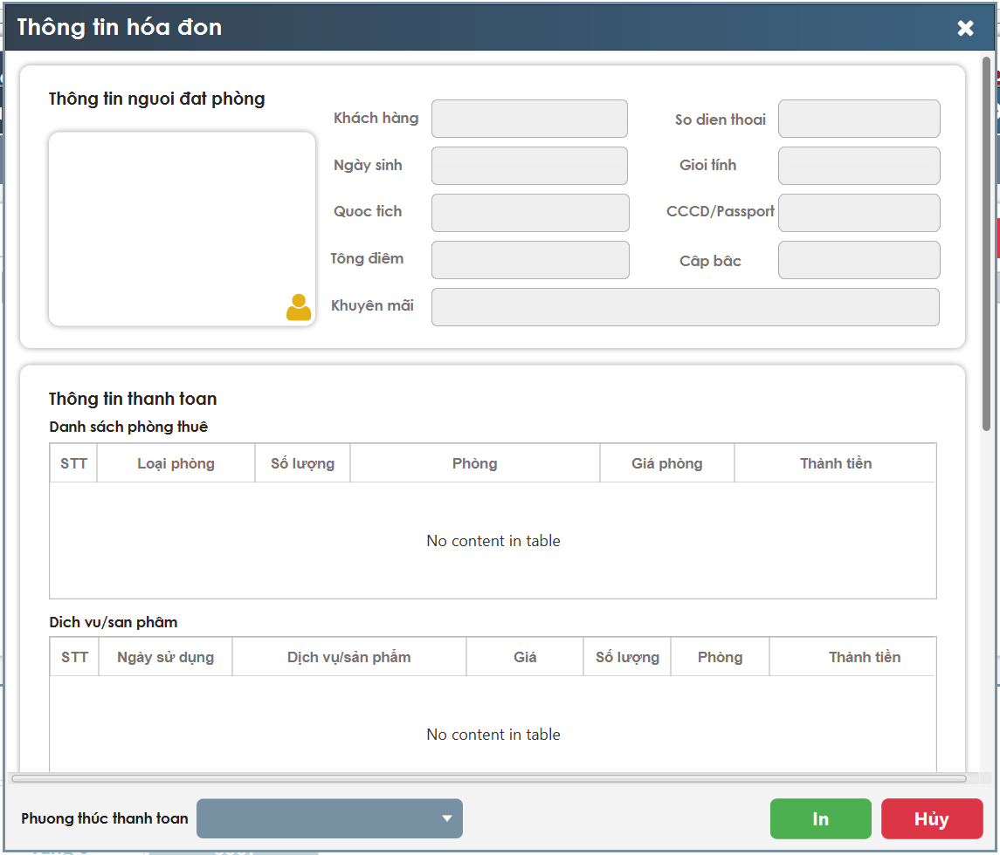 Thông tin hóa đon
Thông tin nguoi đat phòng
Khách hàng
So dien thoai
Ngày sinh
Gioi tính
Quoc tich
CCCD/Passport
Tông điêm
Câp bâc
Khuyên mãi
Thông tin thanh toan
Danh sách phòng thuê
STT Loại phòng Số lượng Phòng Giá phòng Thành tiền
No content in table
Dich vu/san phâm
STT Ngày sử dụng Dịch vụ/sản phẩm Giá Số lượng Phòng Thành tiền
No content in table
Phuong thúc thanh toan
In
Hủy